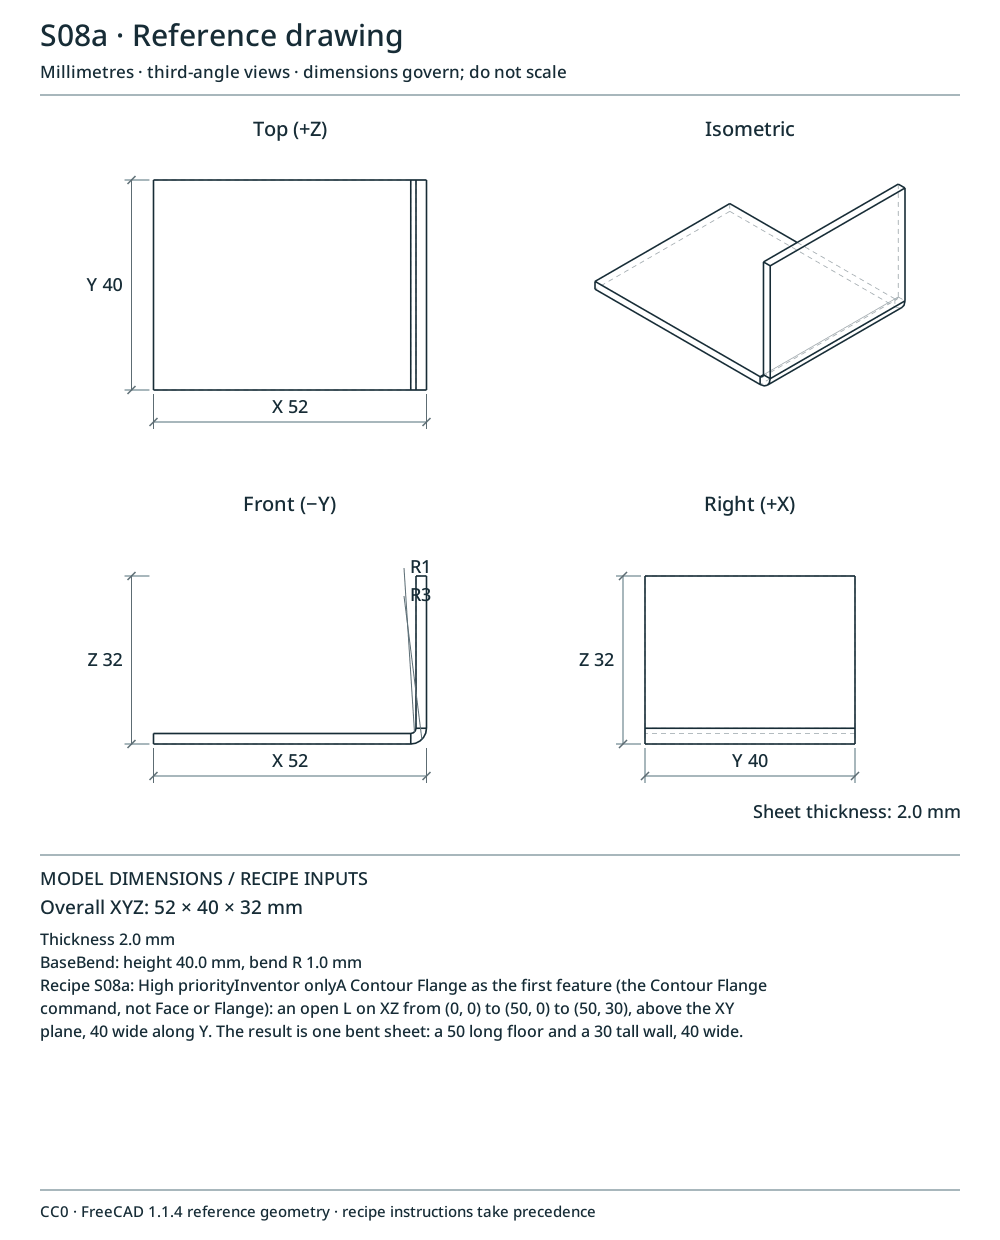 S08a · Reference drawing
Millimetres · third-angle views · dimensions govern; do not scale
Top (+Z)
Isometric
Y 40
X 52
Front (−Y)
Right (+X)
R1
R3
Z 32
Z 32
X 52
Y 40
Sheet thickness: 2.0 mm
MODEL DIMENSIONS / RECIPE INPUTS
Overall XYZ: 52 × 40 × 32 mm
Thickness 2.0 mm
BaseBend: height 40.0 mm, bend R 1.0 mm
Recipe S08a: High priorityInventor onlyA Contour Flange as the first feature (the Contour Flange
command, not Face or Flange): an open L on XZ from (0, 0) to (50, 0) to (50, 30), above the XY
plane, 40 wide along Y. The result is one bent sheet: a 50 long floor and a 30 tall wall, 40 wide.
CC0 · FreeCAD 1.1.4 reference geometry · recipe instructions take precedence